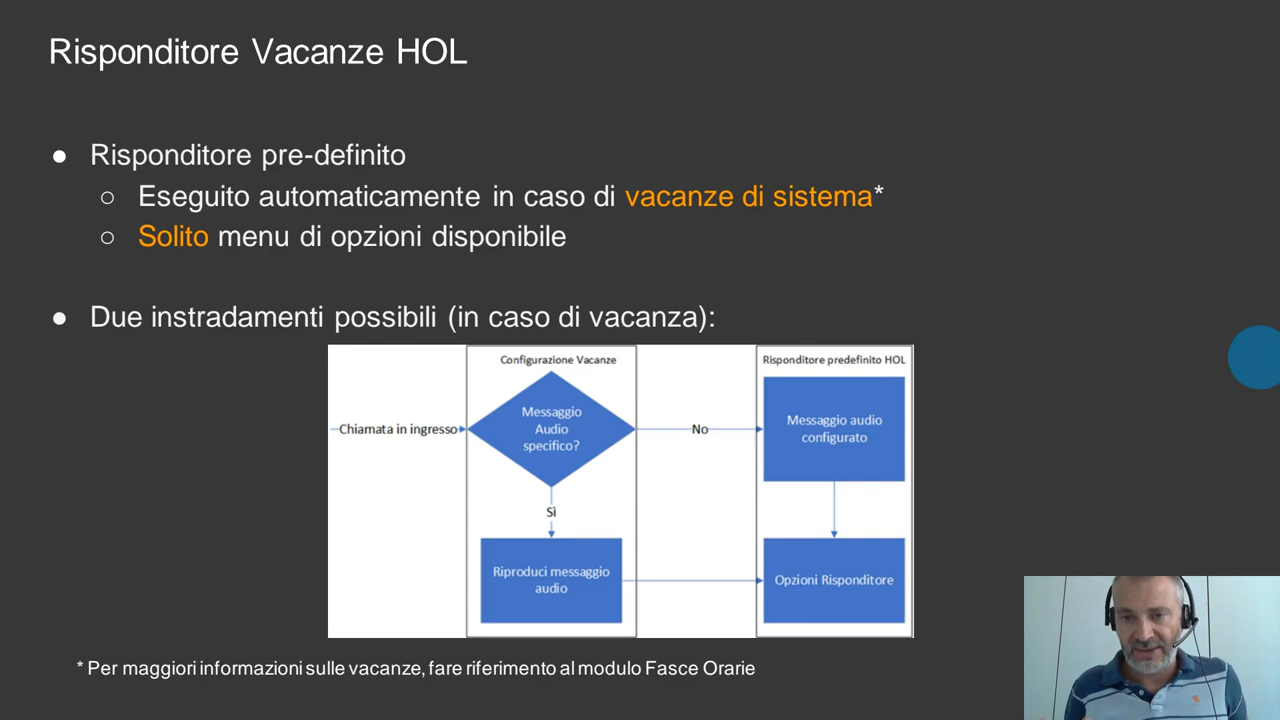 Risponditore Vacanze HOL
● Risponditore pre-definito
○ Eseguito automaticamente in caso di vacanze di sistema*
○ Solito menu di opzioni disponibile
● Due instradamenti possibili (in caso di vacanza):
Configurazione Vacanze
Risponditore predefinito HOL
Chiamata in ingresso
Messaggio
Audio
specifico?
No
Messaggio audio
configurato
Sì
Riproduci messaggio
audio
Opzioni Risponditore
* Per maggiori informazioni sulle vacanze, fare riferimento al modulo Fasce Orarie